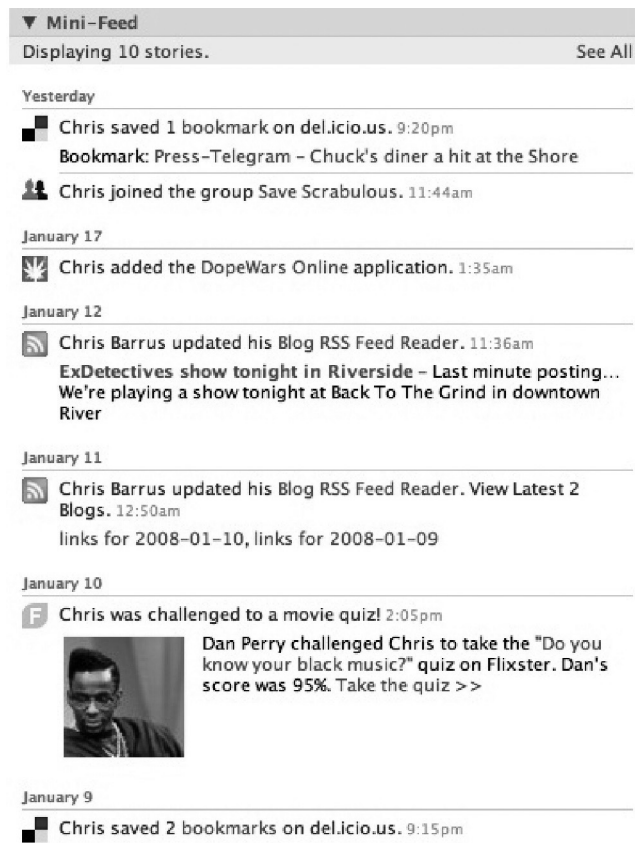 ▼ Mini-Feed
Displaying 10 stories. See All
Yesterday
Chris saved 1 bookmark on del.icio.us. 9:20pm
Bookmark: Press-Telegram – Chuck's diner a hit at the Shore
Chris joined the group Save Scrabulous. 11:44am
January 17
Chris added the DopeWars Online application. 1:35am
January 12
Chris Barrus updated his Blog RSS Feed Reader. 11:36am
ExDetectives show tonight in Riverside – Last minute posting...
We're playing a show tonight at Back To The Grind in downtown
River
January 11
Chris Barrus updated his Blog RSS Feed Reader. View Latest 2
Blogs. 12:50am
links for 2008-01-10, links for 2008-01-09
January 10
F
Chris was challenged to a movie quiz! 2:05pm
Dan Perry challenged Chris to take the "Do you
know your black music?" quiz on Flixster. Dan's
score was 95%. Take the quiz >>
January 9
Chris saved 2 bookmarks on del.icio.us. 9:15pm